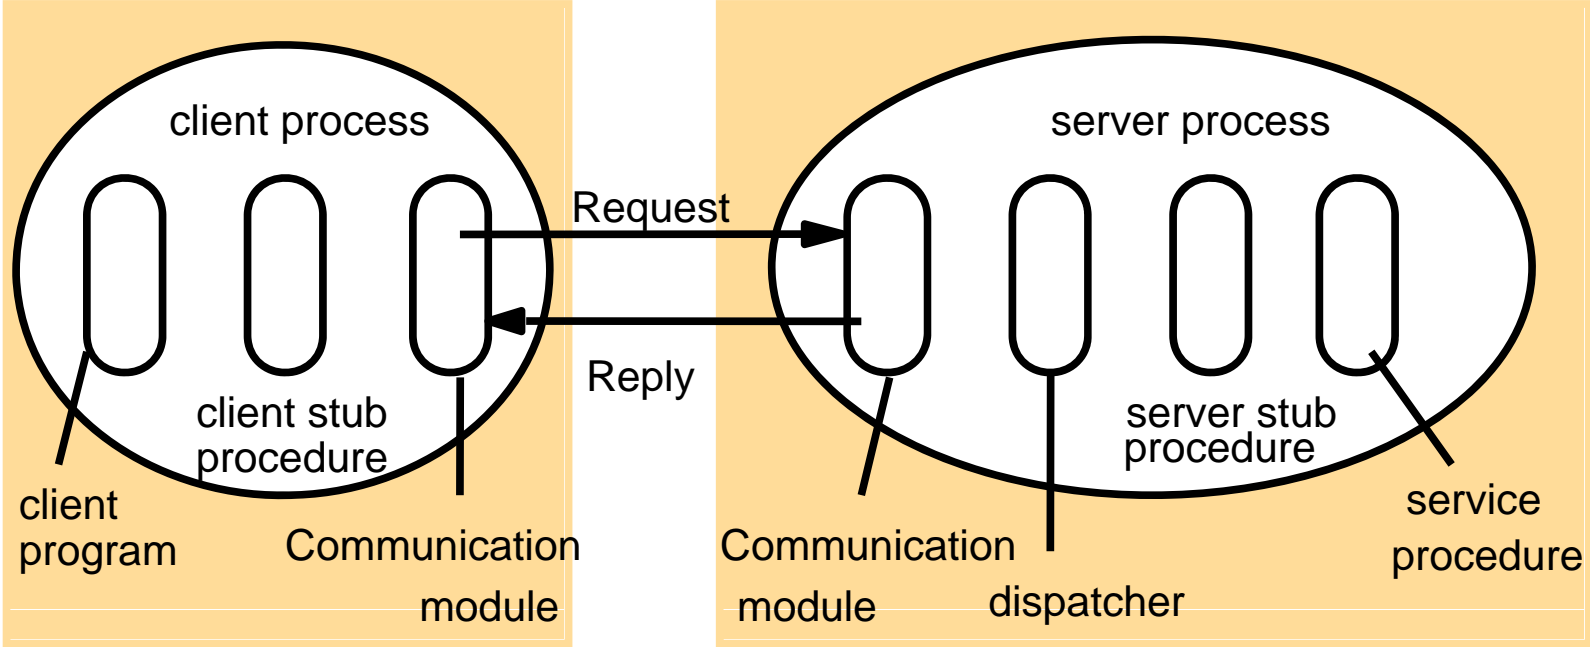 client process
server process
Request
Reply
client stub
procedure
server stub
procedure
client
program
Communication
module
Communication
module
dispatcher
service
procedure